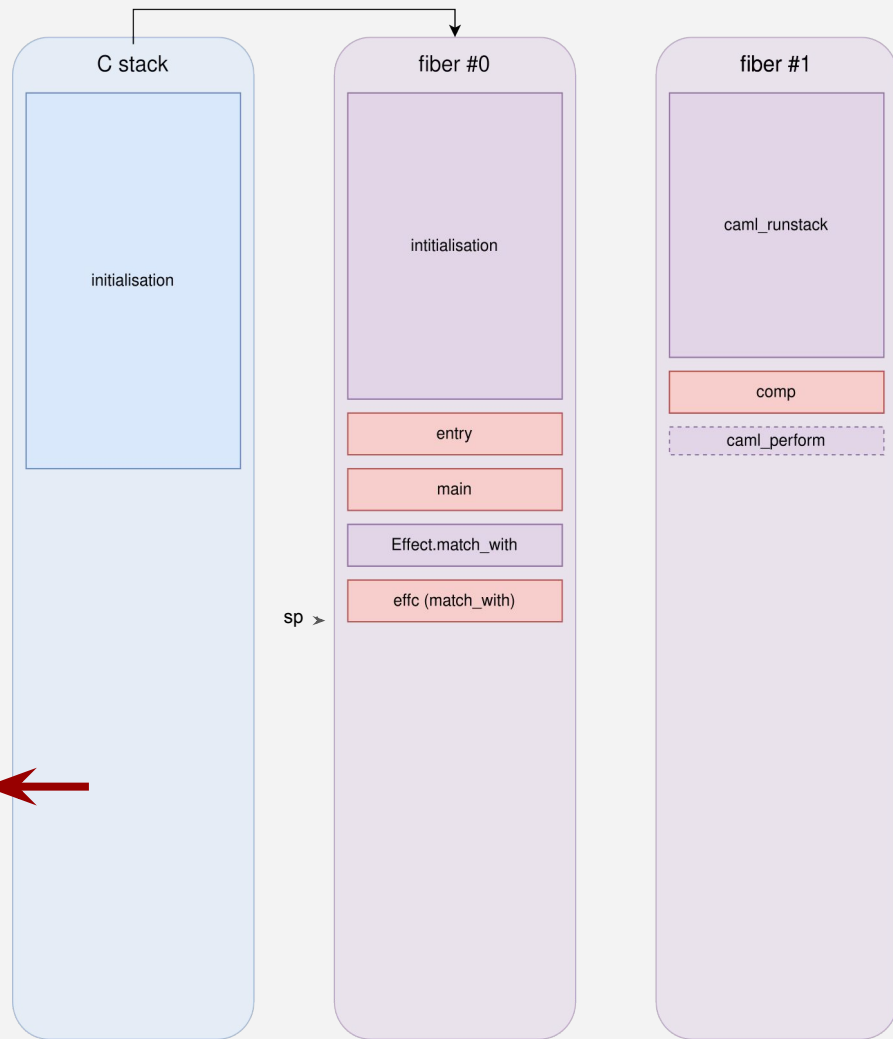 C stack
initialisation
fiber #0
intitialisation
entry
main
Effect.match_with
effc (match_with)
sp
fiber #1
caml_runstack
comp
caml_perform